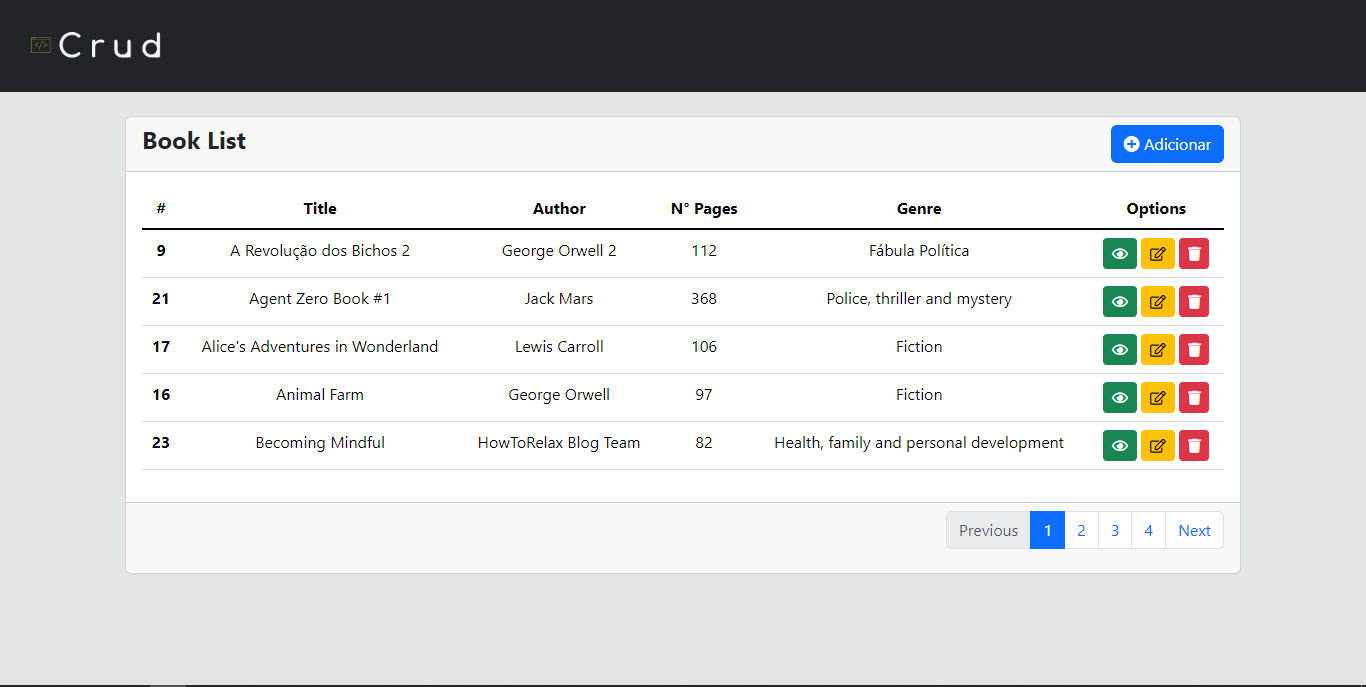 Crud
Book List
Adicionar
# Title Author N° Pages Genre Options
9 A Revolução dos Bichos 2 George Orwell 2 112 Fábula Política
21 Agent Zero Book #1 Jack Mars 368 Police, thriller and mystery
17 Alice's Adventures in Wonderland Lewis Carroll 106 Fiction
16 Animal Farm George Orwell 97 Fiction
23 Becoming Mindful HowToRelax Blog Team 82 Health, family and personal development
Previous 1 2 3 4 Next